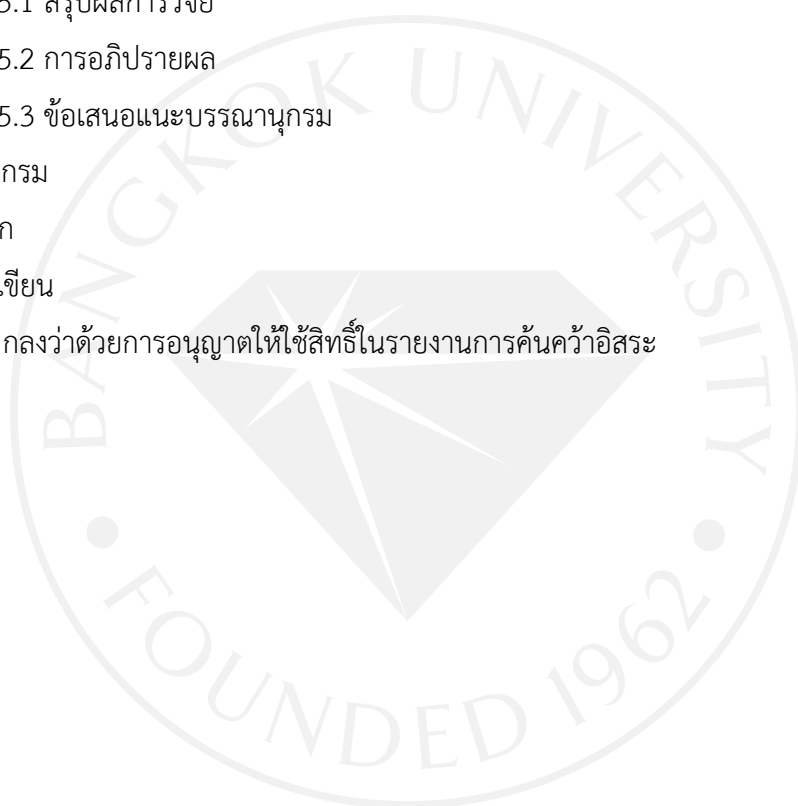 5.1 สรุปผลการวิจัย
5.2 การอภิปรายผล
5.3 ข้อเสนอแนะบรรณานุกรม
กรม
ก
เขียน
กลงว่าด้วยการอนุญาตให้ใช้สิทธิ์ในรายงานการค้นคว้าอิสระ
BANGKOK UNIVERSITY
FOUNDED 1962